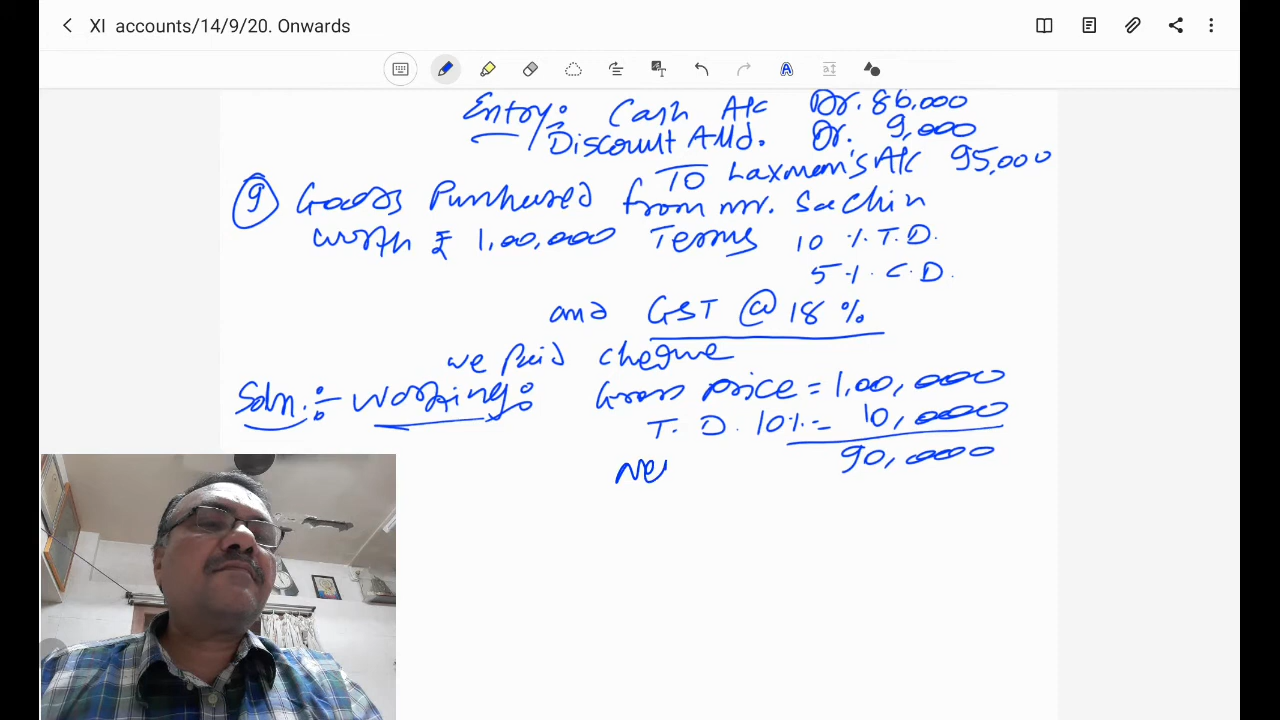 XI accounts/14/9/20. Onwards
Entry: Cash A/c Dr. 86,000
Discount Alld. Dr. 9,000
To Laxman's A/c 95,000
9 Goods Purchased from mr. Sachin
worth ₹ 1,00,000 Terms 10 % T.D.
5% C.D.
and GST @ 18 %
we Paid cheque
Soln. :- working: Gross price = 1,00,000
T. D. 10% - 10,000
90,000
Ne